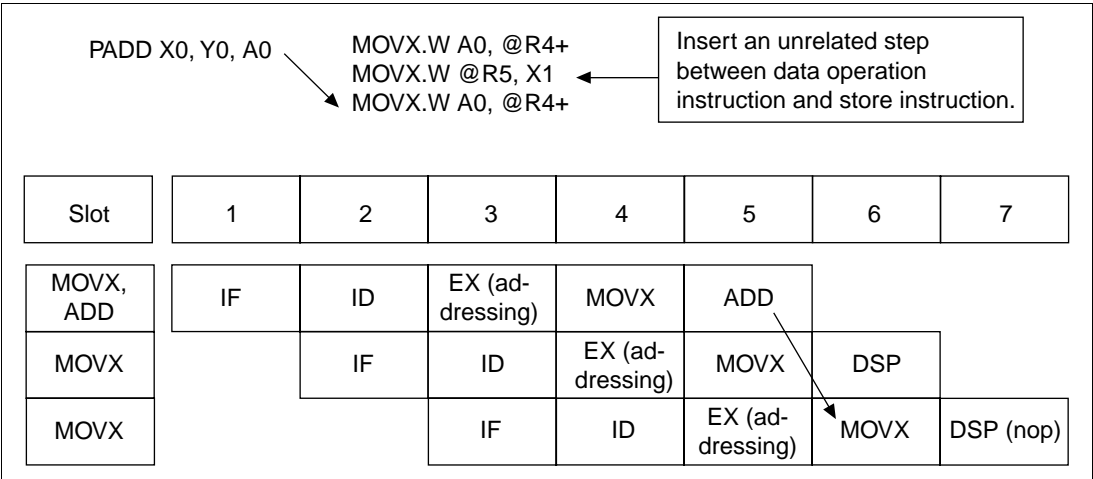 PADD X0, Y0, A0 MOVX.W A0, @R4+
MOVX.W @R5, X1
MOVX.W A0, @R4+
Insert an unrelated step
between data operation
instruction and store instruction.
Slot 1 2 3 4 5 6 7
MOVX,
ADD
IF ID EX (ad-
dressing) MOVX ADD
MOVX IF ID EX (ad-
dressing) MOVX DSP
MOVX IF ID EX (ad-
dressing) MOVX DSP (nop)